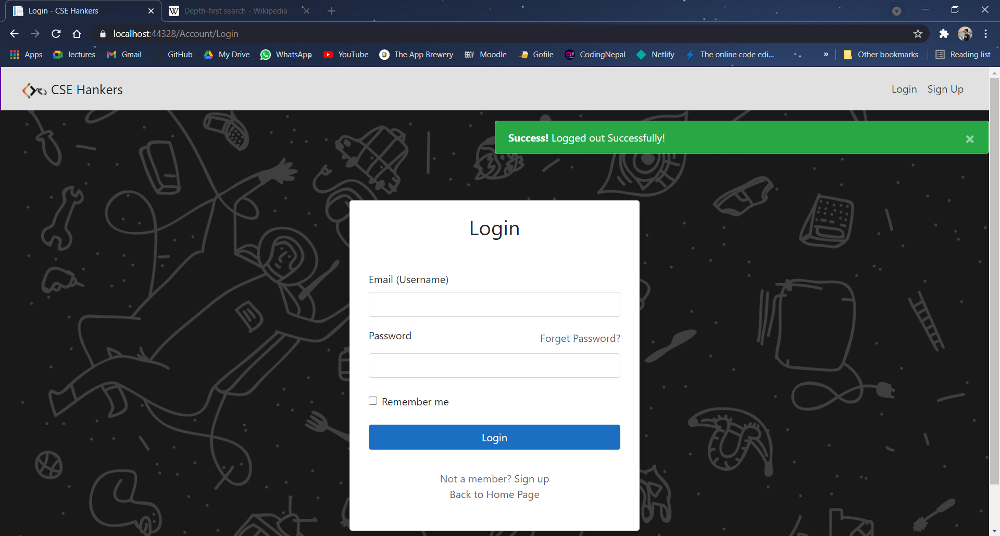 Login - CSE Hankers
Depth-first search - Wikipedia
localhost:44328/Account/Login
Apps lectures Gmail GitHub My Drive WhatsApp YouTube The App Brewery EGOV Moodle Gofile CodingNepal Netlify The online code edi... » Other bookmarks Reading list
CSE Hankers
Login Sign Up
Success! Logged out Successfully!
Login
Email (Username)
Password
Forget Password?
Remember me
Login
Not a member? Sign up
Back to Home Page